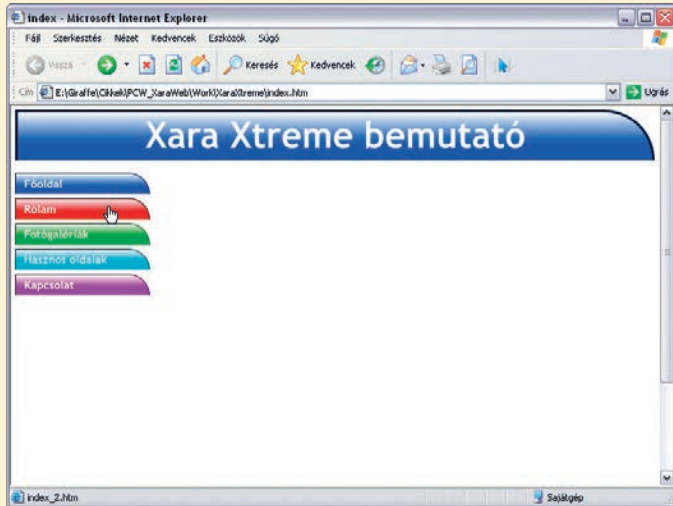 index - Microsoft Internet Explorer
Fájl Szerkesztés Nézet Kedvencek Eszközök Súgó
Vissza Keresés Kedvencek
Cím E:\Giraffe\Cikkek\PCW_XaraWeb\Work\XaraXtreme\index.htm Ugrás
Xara Xtreme bemutató
Főoldal
Rólam
Fotógalériák
Hasznos oldalak
Kapcsolat
index_2.htm Sajátgép